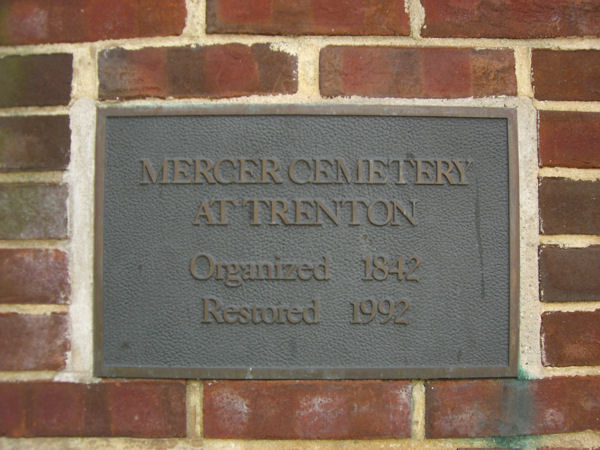 MERCER CEMETERY
AT TRENTON
Organized 1842
Restored 1992